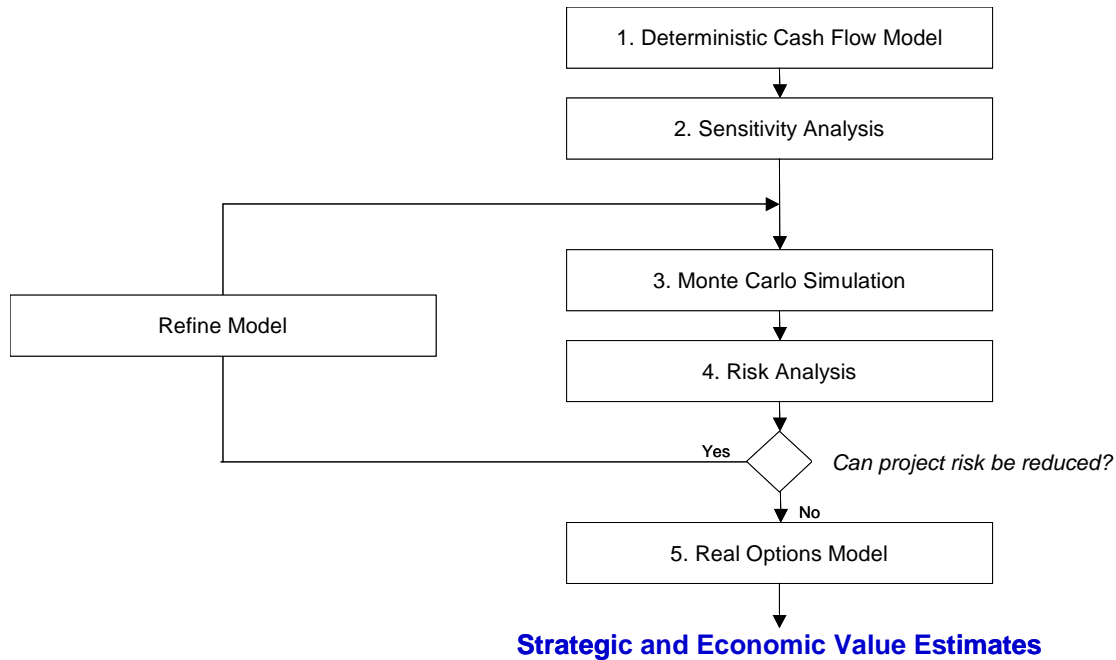 1. Deterministic Cash Flow Model
2. Sensitivity Analysis
3. Monte Carlo Simulation
Refine Model
4. Risk Analysis
Yes
Can project risk be reduced?
No
5. Real Options Model
Strategic and Economic Value Estimates